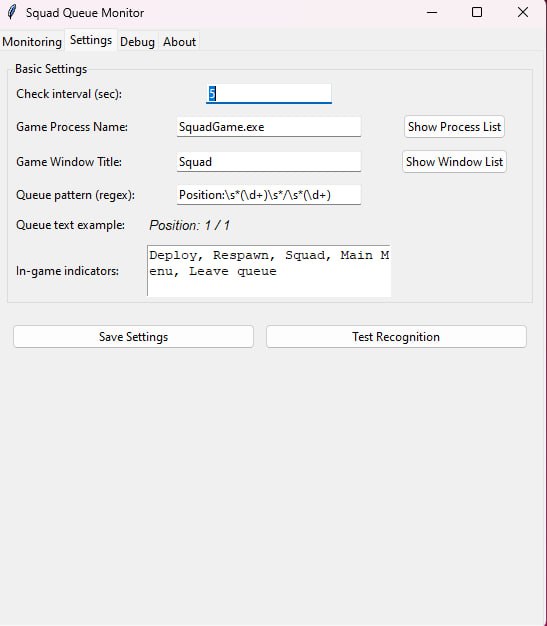 Squad Queue Monitor
Monitoring Settings Debug About
Basic Settings
Check interval (sec): 5
Game Process Name: SquadGame.exe Show Process List
Game Window Title: Squad Show Window List
Queue pattern (regex): Position:\s*(\d+)\s*/\s*(\d+)
Queue text example: Position: 1 / 1
In-game indicators: Deploy, Respawn, Squad, Main M
enu, Leave queue
Save Settings Test Recognition